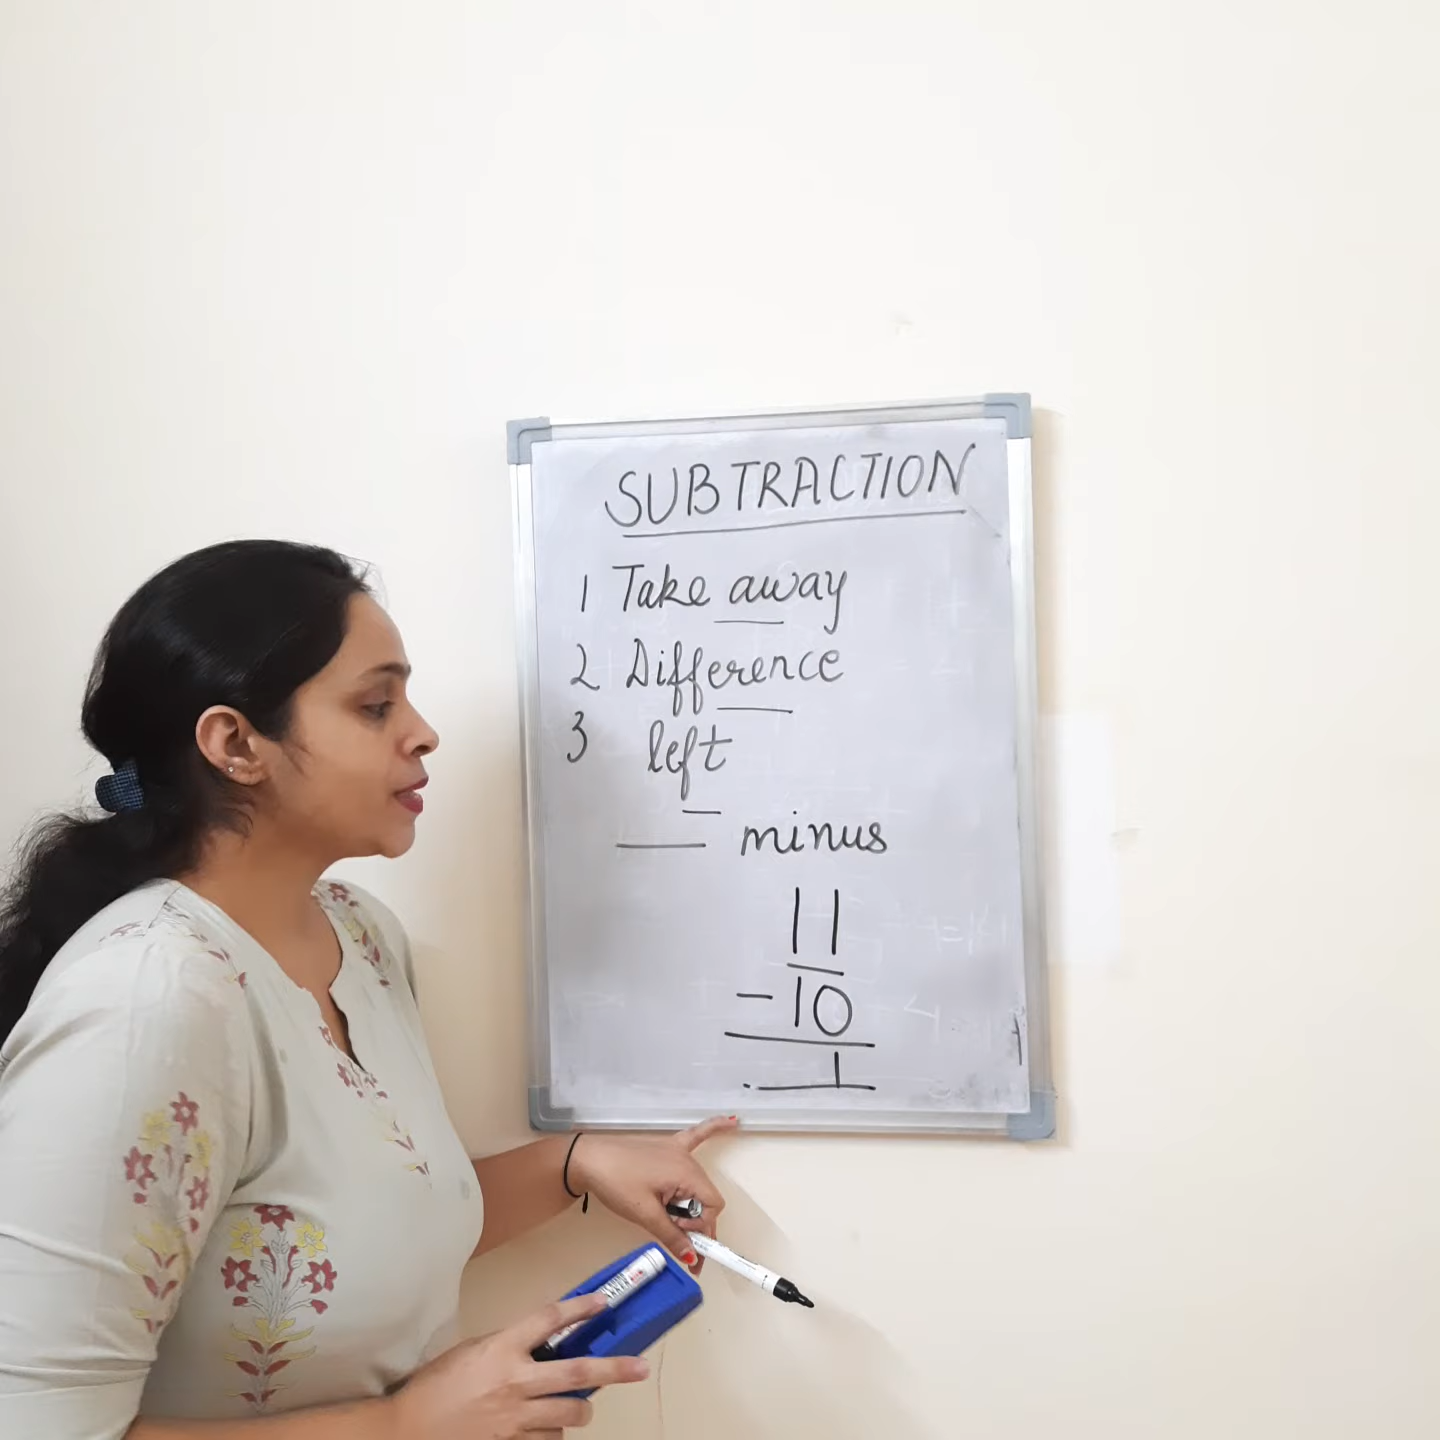 SUBTRACTION
1 Take away
2 Difference
3 left
— minus
11
- 10
1